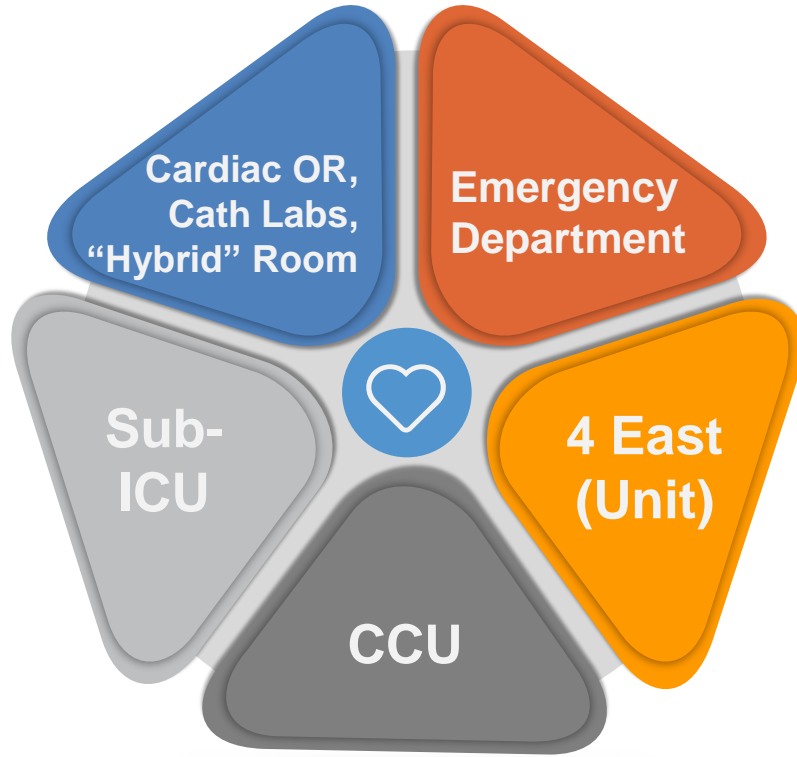 Cardiac OR,
Cath Labs,
“Hybrid” Room
Emergency
Department
Sub-
ICU
4 East
(Unit)
CCU